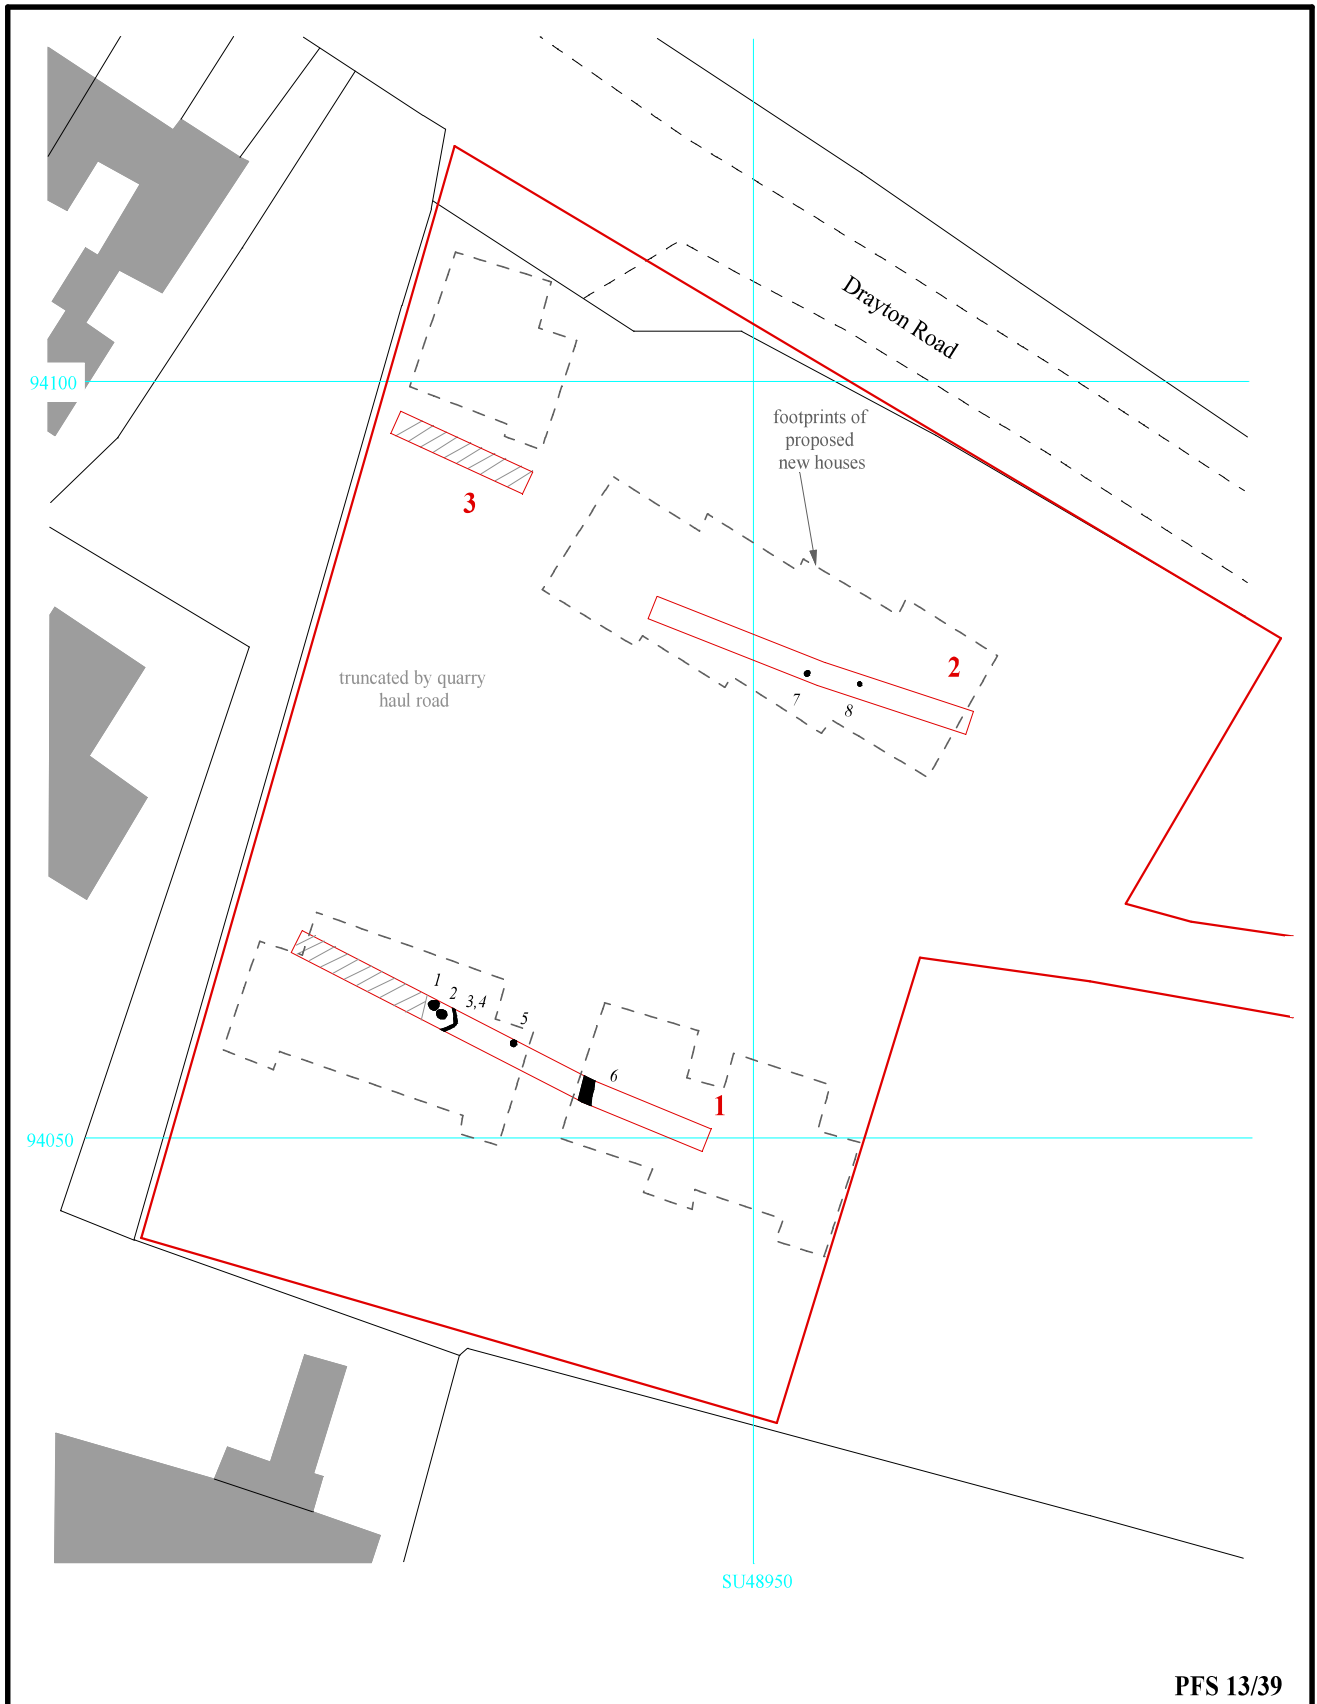 Drayton Road
94100
footprints of
proposed
new houses
3
2
truncated by quarry
haul road
7
8
1
2
3,4
5
6
1
94050
SU48950
PFS 13/39